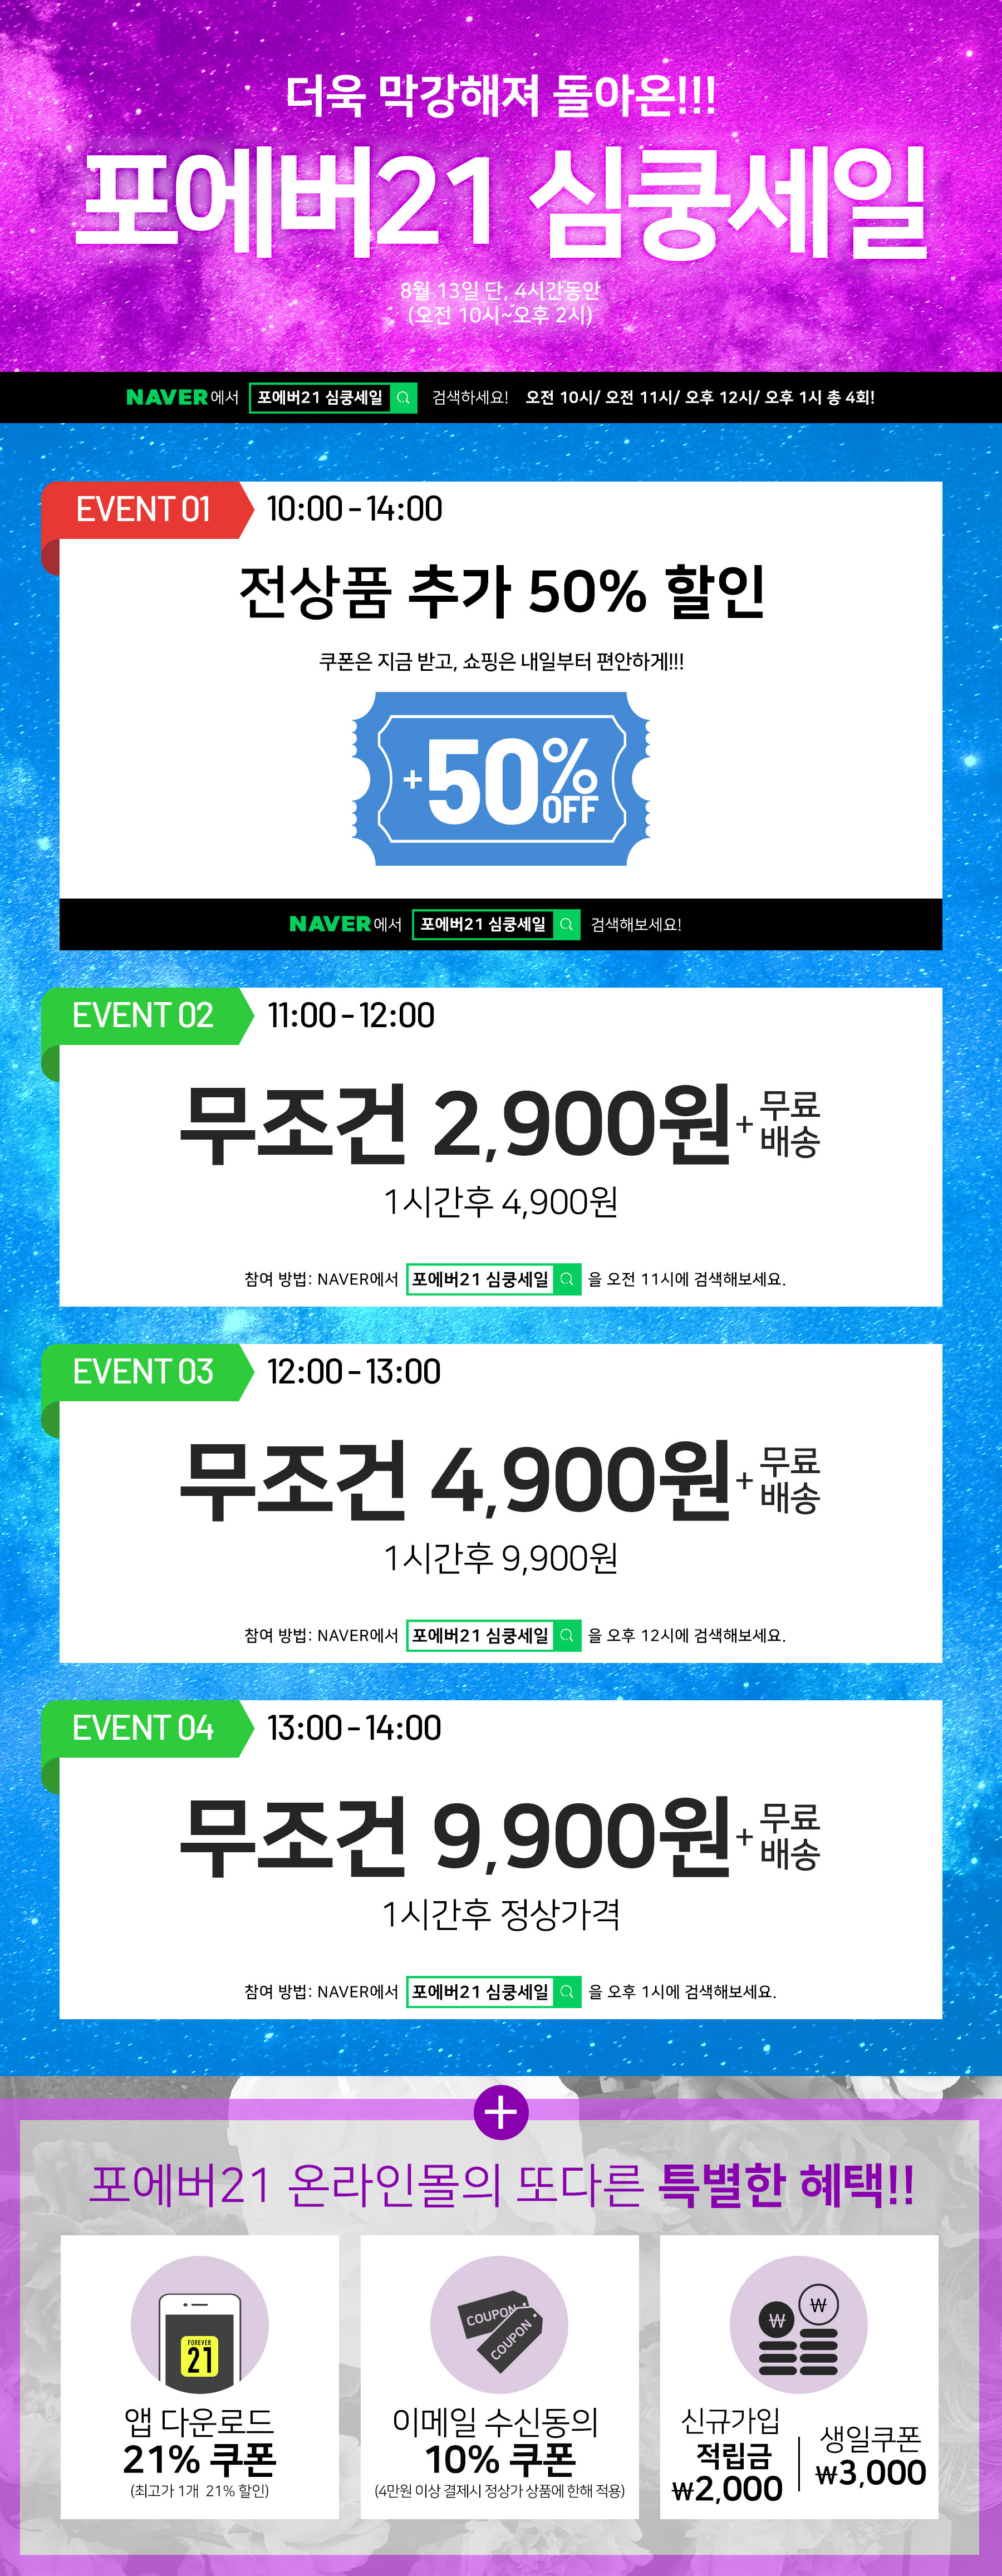 더욱 막강해져 돌아온!!!
포에버21 심쿵세일
8월 13일 단, 4시간동안
(오전 10시~오후 2시)
NAVER에서 포에버21 심쿵세일 검색하세요! 오전 10시/ 오전 11시/ 오후 12시/ 오후 1시 총 4회!
EVENT 01 10:00 - 14:00
전상품 추가 50% 할인
쿠폰은 지금 받고, 쇼핑은 내일부터 편안하게!!!
+50% OFF
NAVER에서 포에버21 심쿵세일 검색해보세요!
EVENT 02 11:00 - 12:00
무조건 2,900원 + 무료 배송
1시간후 4,900원
참여 방법: NAVER에서 포에버21 심쿵세일 을 오전 11시에 검색해보세요.
EVENT 03 12:00 - 13:00
무조건 4,900원 + 무료 배송
1시간후 9,900원
참여 방법: NAVER에서 포에버21 심쿵세일 을 오후 12시에 검색해보세요.
EVENT 04 13:00 - 14:00
무조건 9,900원 + 무료 배송
1시간후 정상가격
참여 방법: NAVER에서 포에버21 심쿵세일 을 오후 1시에 검색해보세요.
+
포에버21 온라인몰의 또다른 특별한 혜택!!
FOREVER
21
앱 다운로드
21% 쿠폰
(최고가 1개 21% 할인)
COUPON
COUPON
이메일 수신동의
10% 쿠폰
(4만원 이상 결제시 정상가 상품에 한해 적용)
₩ ₩
신규가입
적립금
₩2,000
생일쿠폰
₩3,000